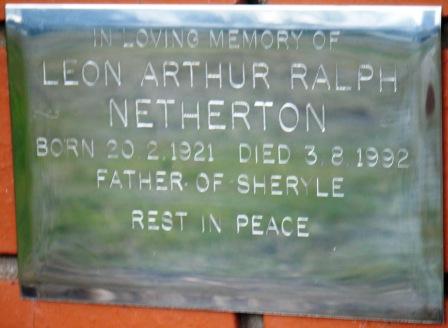 IN LOVING MEMORY OF
LEON ARTHUR RALPH
NETHERTON
BORN 20.2.1921 DIED 3.8.1992
FATHER OF SHERYLE
REST IN PEACE